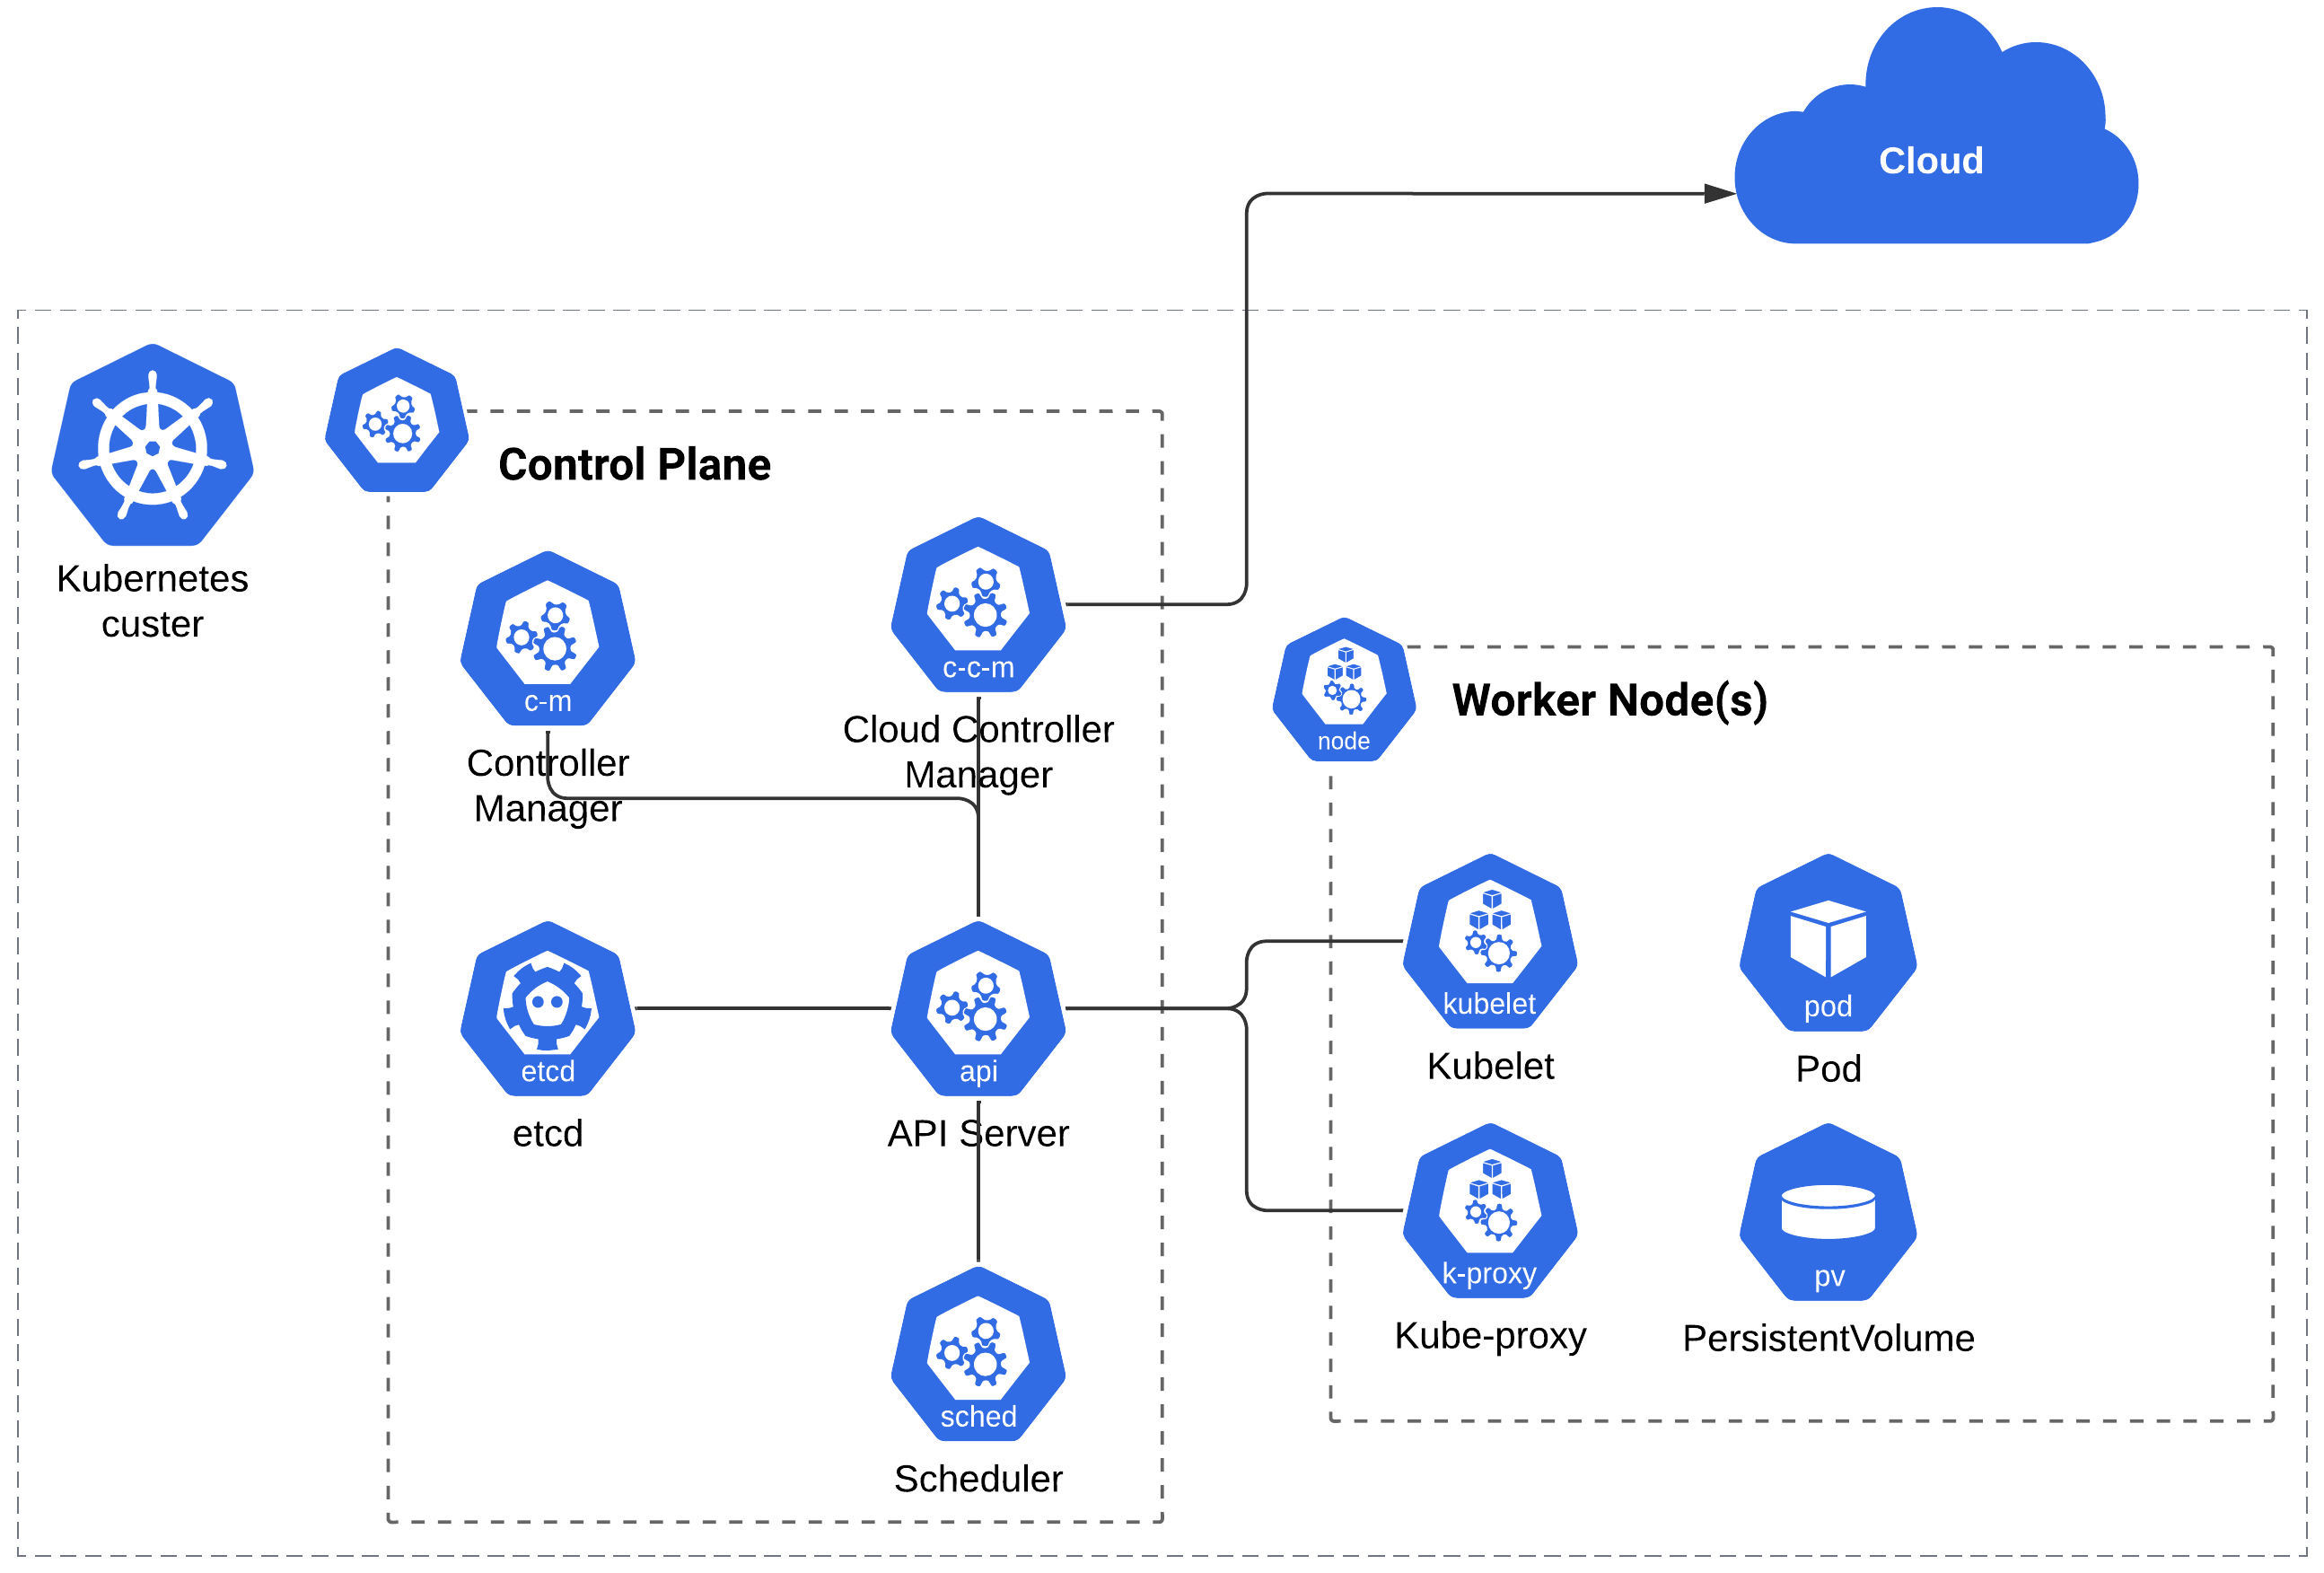 Cloud
Kubernetes
custer
Control Plane
c-m
Controller
Manager
c-c-m
Cloud Controller
Manager
etcd
etcd
api
API Server
sched
Scheduler
node
Worker Node(s)
kubelet
Kubelet
pod
Pod
k-proxy
Kube-proxy
pv
PersistentVolume